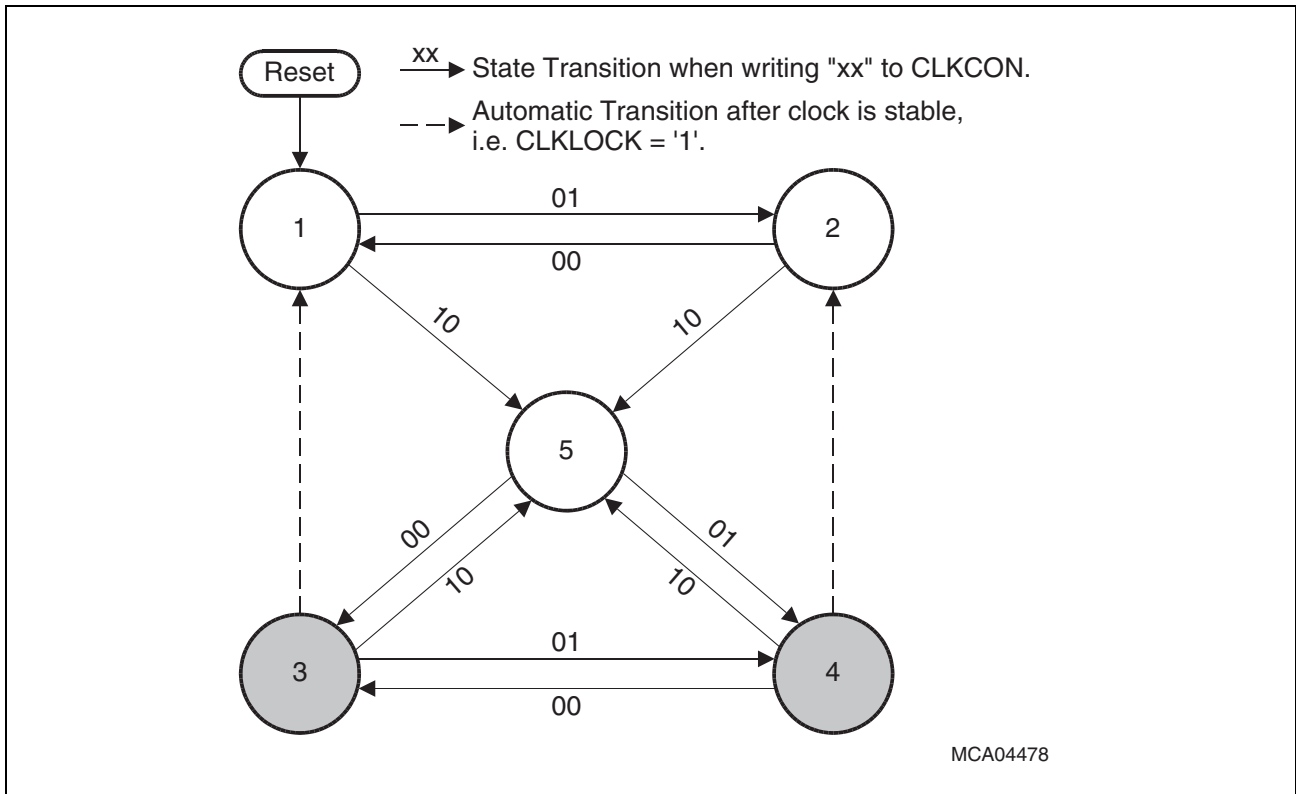 Reset
xx
State Transition when writing "xx" to CLKCON.
Automatic Transition after clock is stable,
i.e. CLKLOCK = '1'.
1
01
2
00
10
10
5
00
01
10
10
3
01
4
00
MCA04478